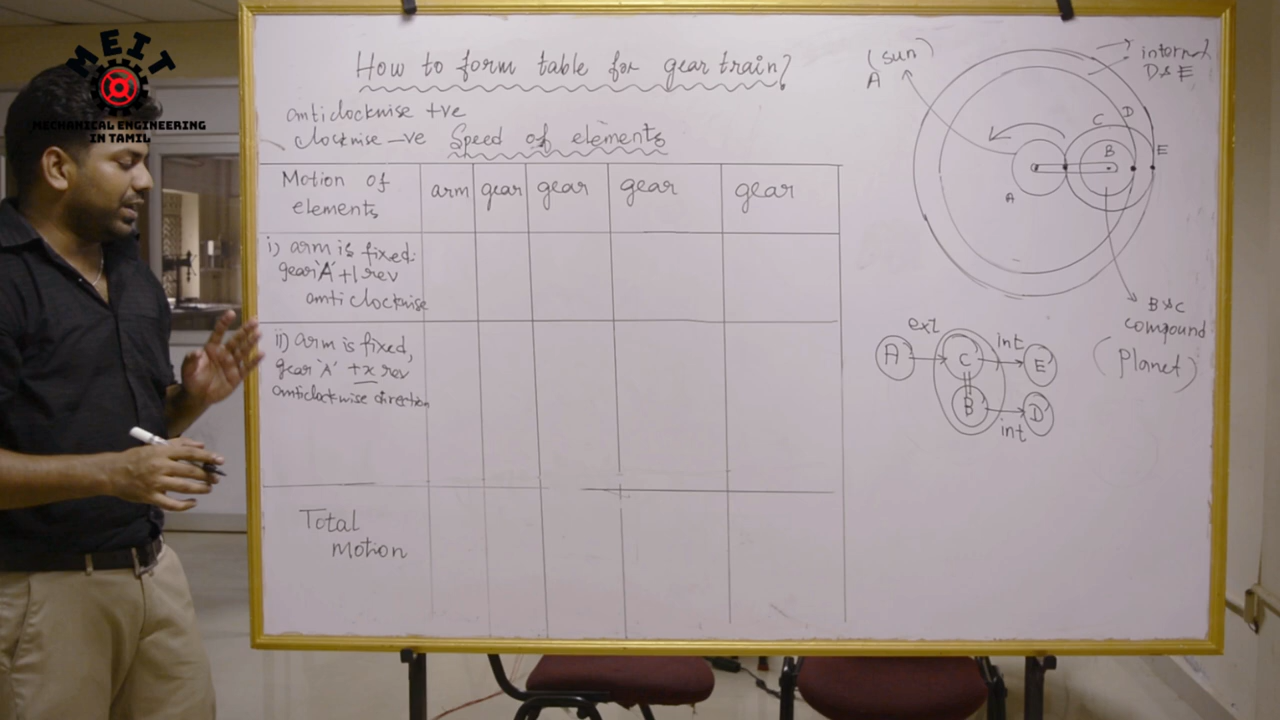 MEIT
MECHANICAL ENGINEERING
IN TAMIL
How to form table for gear train?
anticlockwise +ve
clockwise -ve
Speed of elements
Motion of
elements
arm
gear
gear
gear
gear
i) arm is fixed.
gear 'A' +1 rev
anticlockwise
ii) arm is fixed,
gear 'A' +x rev
anticlockwise direction
Total
Motion
(sun)
A
internal
D & E
C
D
B
E
A
B & C
compound
(Planet)
ext
int
A
C
E
B
D
int